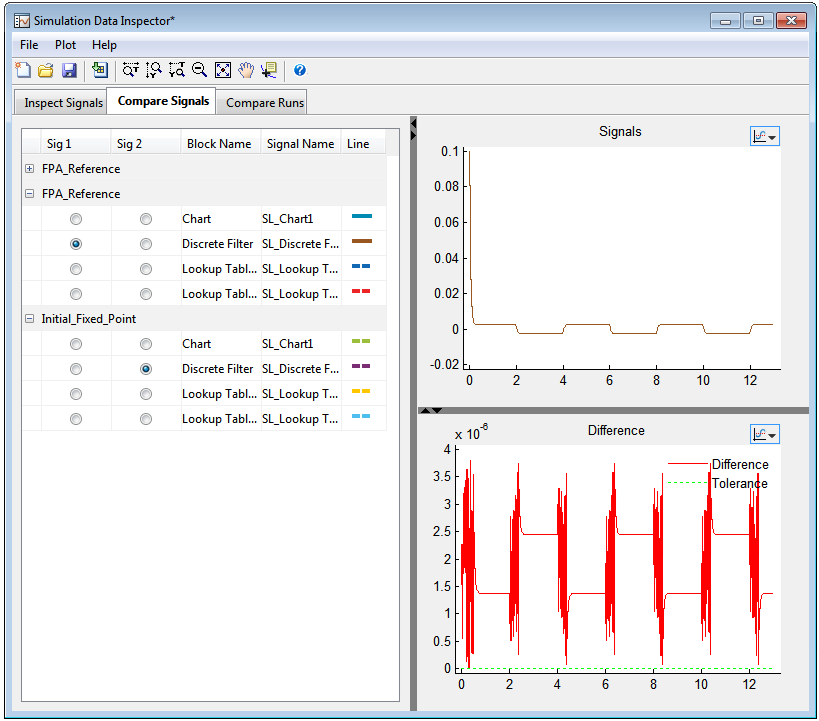 Simulation Data Inspector*
File Plot Help
Inspect Signals Compare Signals Compare Runs
Sig 1 Sig 2 Block Name Signal Name Line
FPA_Reference
FPA_Reference
Chart SL_Chart1
Discrete Filter SL_Discrete F...
Lookup Tabl... SL_Lookup T...
Lookup Tabl... SL_Lookup T...
Initial_Fixed_Point
Chart SL_Chart1
Discrete Filter SL_Discrete F...
Lookup Tabl... SL_Lookup T...
Lookup Tabl... SL_Lookup T...
Signals
0.1
0.08
0.06
0.04
0.02
0
-0.02
0 2 4 6 8 10 12
Difference
x 10⁻⁶
4
3.5
3
2.5
2
1.5
1
0.5
0
0 2 4 6 8 10 12
Difference
Tolerance